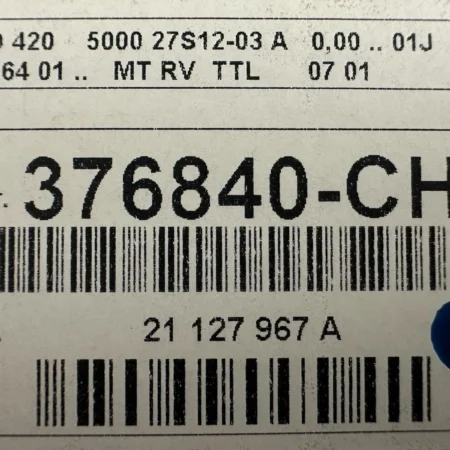 420 5000 27S12-03 A 0,00 .. 01J
64 01 .. MT RV TTL 07 01
376840-CH
21 127 967 A